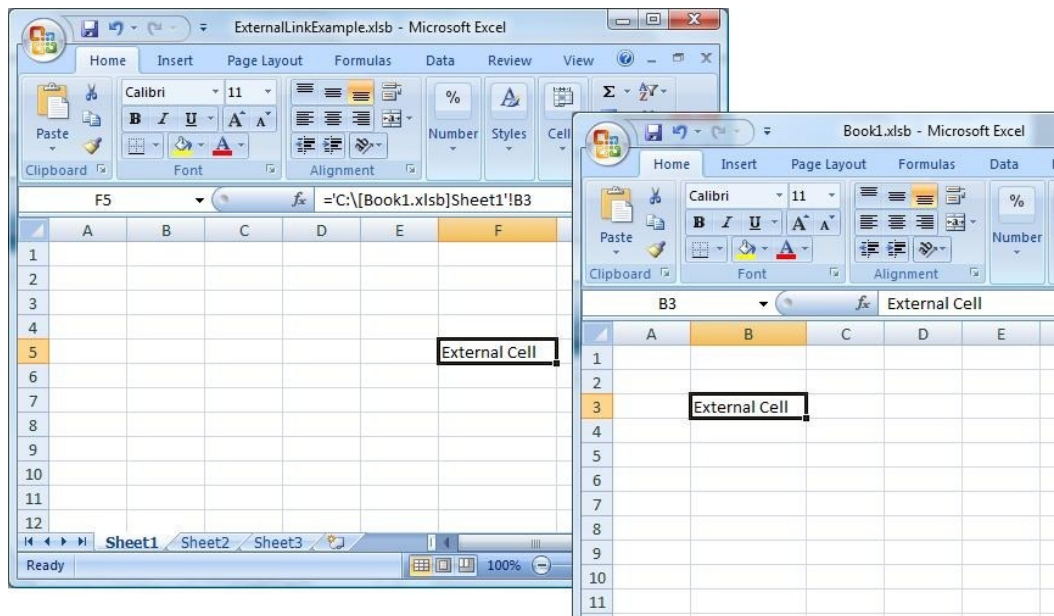 ExternalLinkExample.xlsb - Microsoft Excel
Home Insert Page Layout Formulas Data Review View
Calibri 11
Paste B I U A A % A Σ
Number Styles Cell
A
Clipboard Font Alignment
F5 fx ='C:\[Book1.xlsb]Sheet1'!B3
A B C D E F
1
2
3
4
5 External Cell
6
7
8
9
10
11
12
Sheet1 Sheet2 Sheet3
Ready 100%
Book1.xlsb - Microsoft Excel
Home Insert Page Layout Formulas Data
Calibri 11
Paste B I U A A %
Number
A
Clipboard Font Alignment
B3 fx External Cell
A B C D E
1
2
3 External Cell
4
5
6
7
8
9
10
11